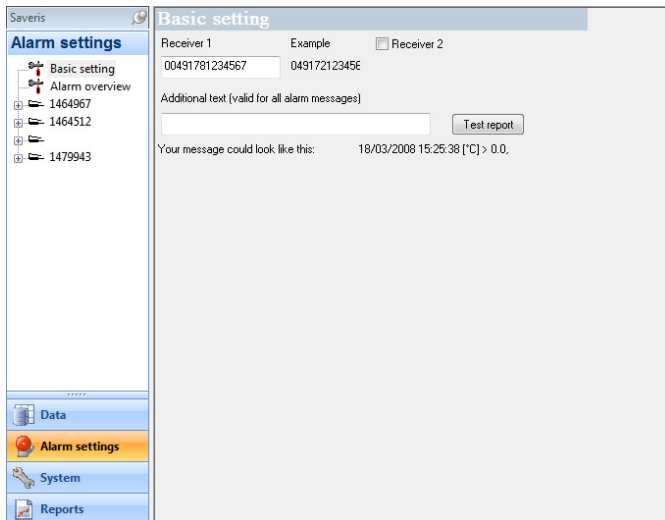 Saveris
Alarm settings
Basic setting
Alarm overview
1464967
1464512
1479943
Data
Alarm settings
System
Reports
Basic setting
Receiver 1 Example Receiver 2
00491781234567 04917212345€
Additional text (valid for all alarm messages)
Test report
Your message could look like this: 18/03/2008 15:25:38 [°C] > 0.0,